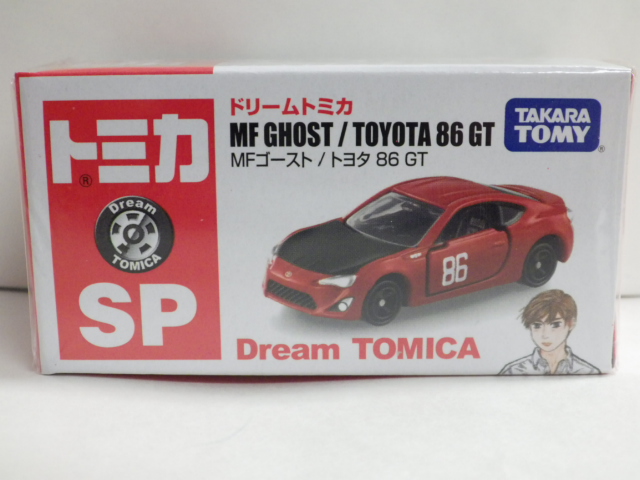 トミカ
®
Dream
TOMICA
SP
ドリームトミカ
MF GHOST / TOYOTA 86 GT
MFゴースト / トヨタ 86 GT
TAKARA
TOMY®
86
Dream TOMICA